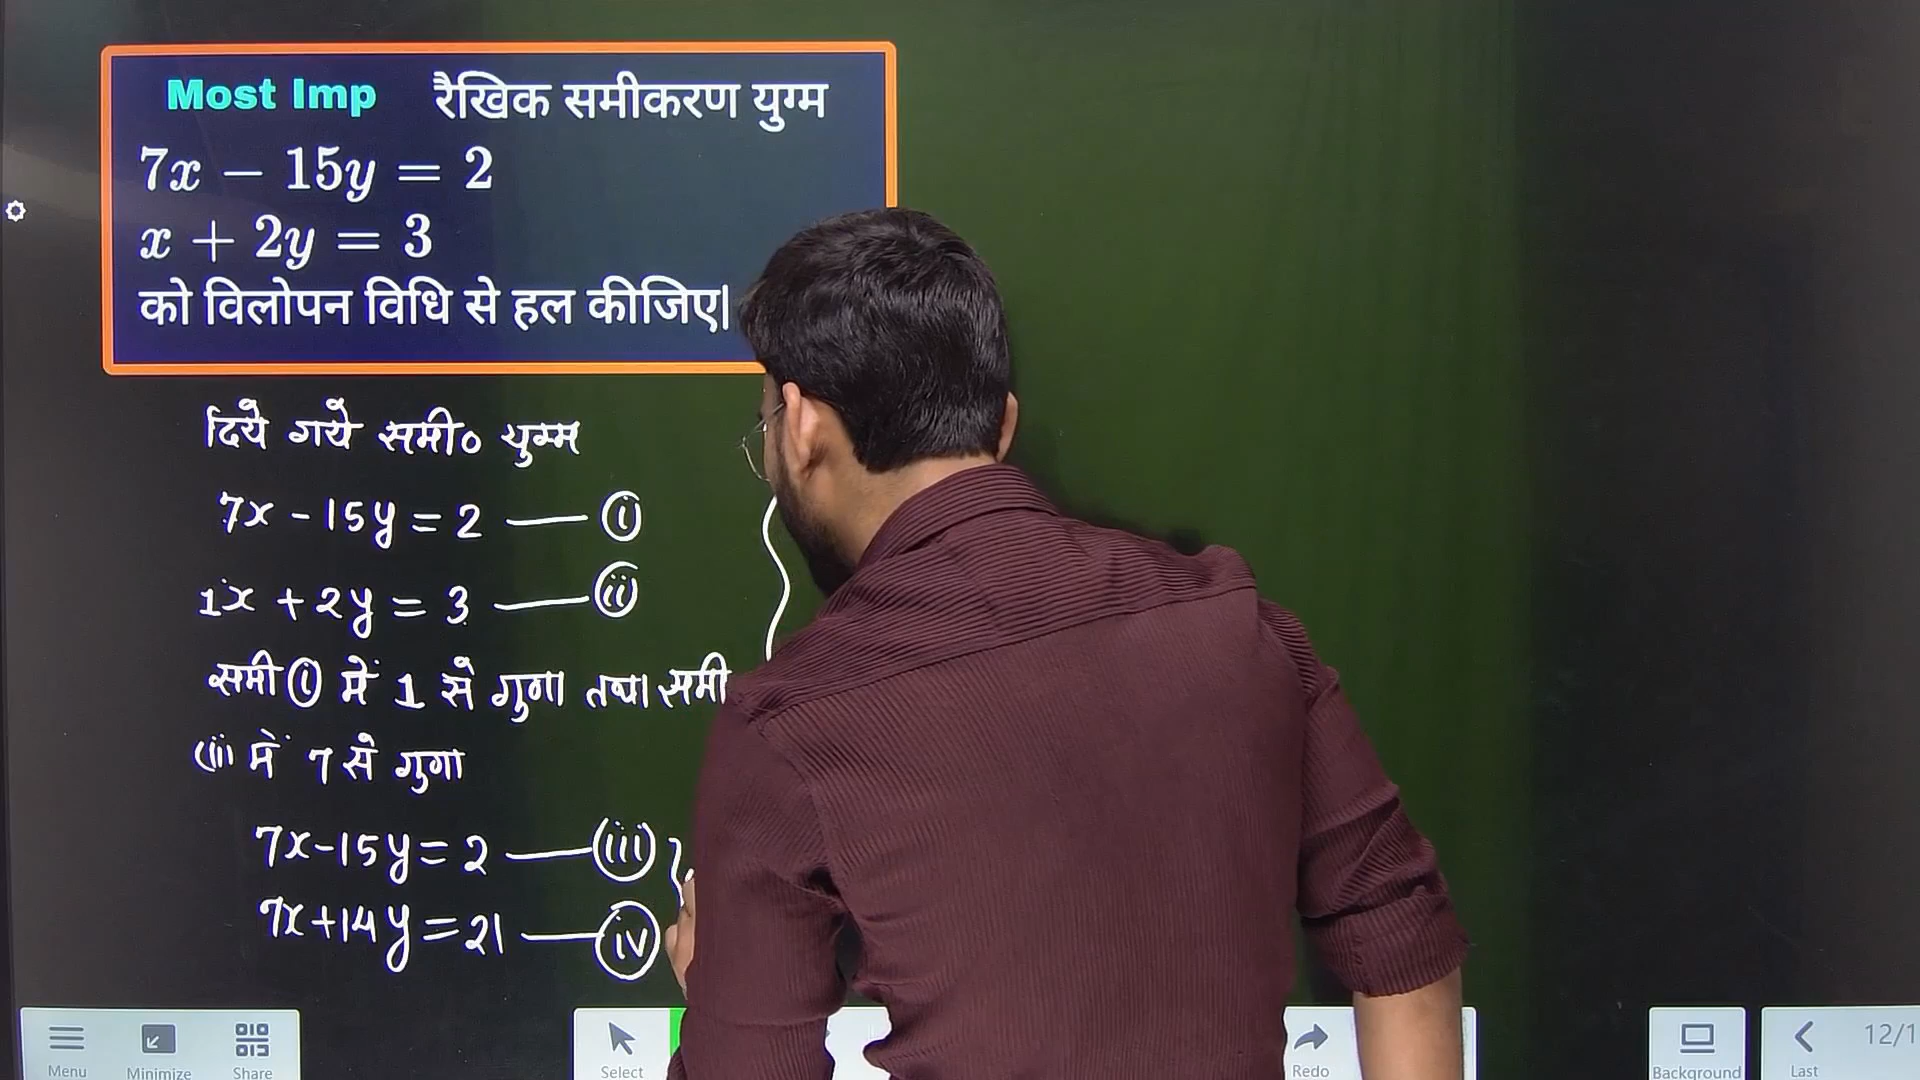 Most Imp रैखिक समीकरण युग्म
7x − 15y = 2
x + 2y = 3
को विलोपन विधि से हल कीजिए|
दिये गये समी० युग्म
7x - 15y = 2 —— (i)
1x + 2y = 3 —— (ii)
समी (i) में 1 से गुणा तथा समी
(ii) में 7 से गुणा
7x-15y=2 —— (iii)
7x+14y=21 —— (iv)
Menu Minimize Share Select Redo Background Last 12/1